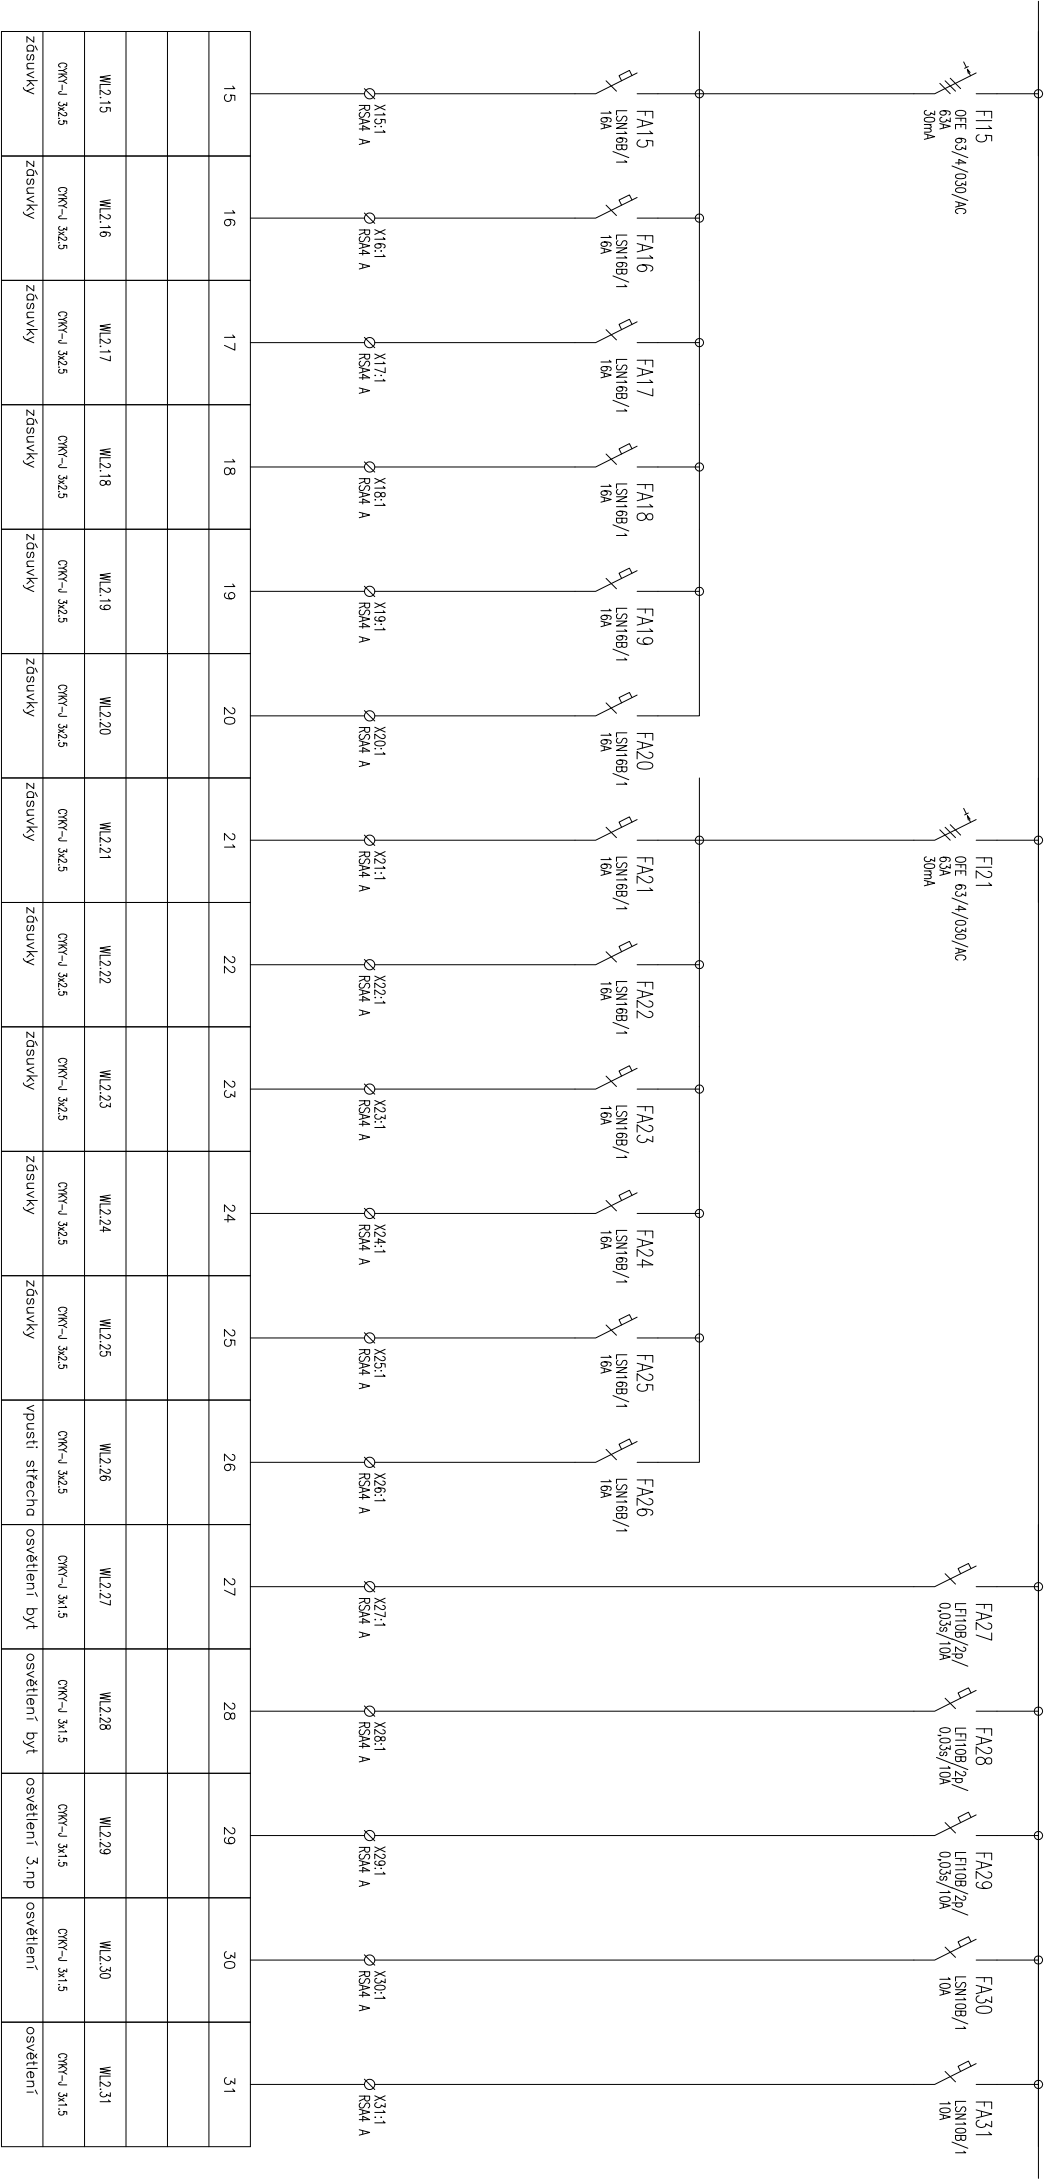 FI15
OFE 63/4/030/AC
63A
30mA
FI21
OFE 63/4/030/AC
63A
30mA
FA27
LFI10B/2p/
0,03s/10A
FA28
LFI10B/2p/
0,03s/10A
FA29
LFI10B/2p/
0,03s/10A
FA30
LSN10B/1
10A
FA31
LSN10B/1
10A
FA15
LSN16B/1
16A
FA16
LSN16B/1
16A
FA17
LSN16B/1
16A
FA18
LSN16B/1
16A
FA19
LSN16B/1
16A
FA20
LSN16B/1
16A
FA21
LSN16B/1
16A
FA22
LSN16B/1
16A
FA23
LSN16B/1
16A
FA24
LSN16B/1
16A
FA25
LSN16B/1
16A
FA26
LSN16B/1
16A
X15:1
RSA4 A
X16:1
RSA4 A
X17:1
RSA4 A
X18:1
RSA4 A
X19:1
RSA4 A
X20:1
RSA4 A
X21:1
RSA4 A
X22:1
RSA4 A
X23:1
RSA4 A
X24:1
RSA4 A
X25:1
RSA4 A
X26:1
RSA4 A
X27:1
RSA4 A
X28:1
RSA4 A
X29:1
RSA4 A
X30:1
RSA4 A
X31:1
RSA4 A
15 16 17 18 19 20 21 22 23 24 25 26 27 28 29 30 31
WL2.15 WL2.16 WL2.17 WL2.18 WL2.19 WL2.20 WL2.21 WL2.22 WL2.23 WL2.24 WL2.25 WL2.26 WL2.27 WL2.28 WL2.29 WL2.30 WL2.31
CYKY-J 3x2.5 CYKY-J 3x2.5 CYKY-J 3x2.5 CYKY-J 3x2.5 CYKY-J 3x2.5 CYKY-J 3x2.5 CYKY-J 3x2.5 CYKY-J 3x2.5 CYKY-J 3x2.5 CYKY-J 3x2.5 CYKY-J 3x2.5 CYKY-J 3x2.5 CYKY-J 3x1.5 CYKY-J 3x1.5 CYKY-J 3x1.5 CYKY-J 3x1.5 CYKY-J 3x1.5
zásuvky zásuvky zásuvky zásuvky zásuvky zásuvky zásuvky zásuvky zásuvky zásuvky zásuvky vpusti střecha osvětlení byt osvětlení byt osvětlení 3.np osvětlení osvětlení